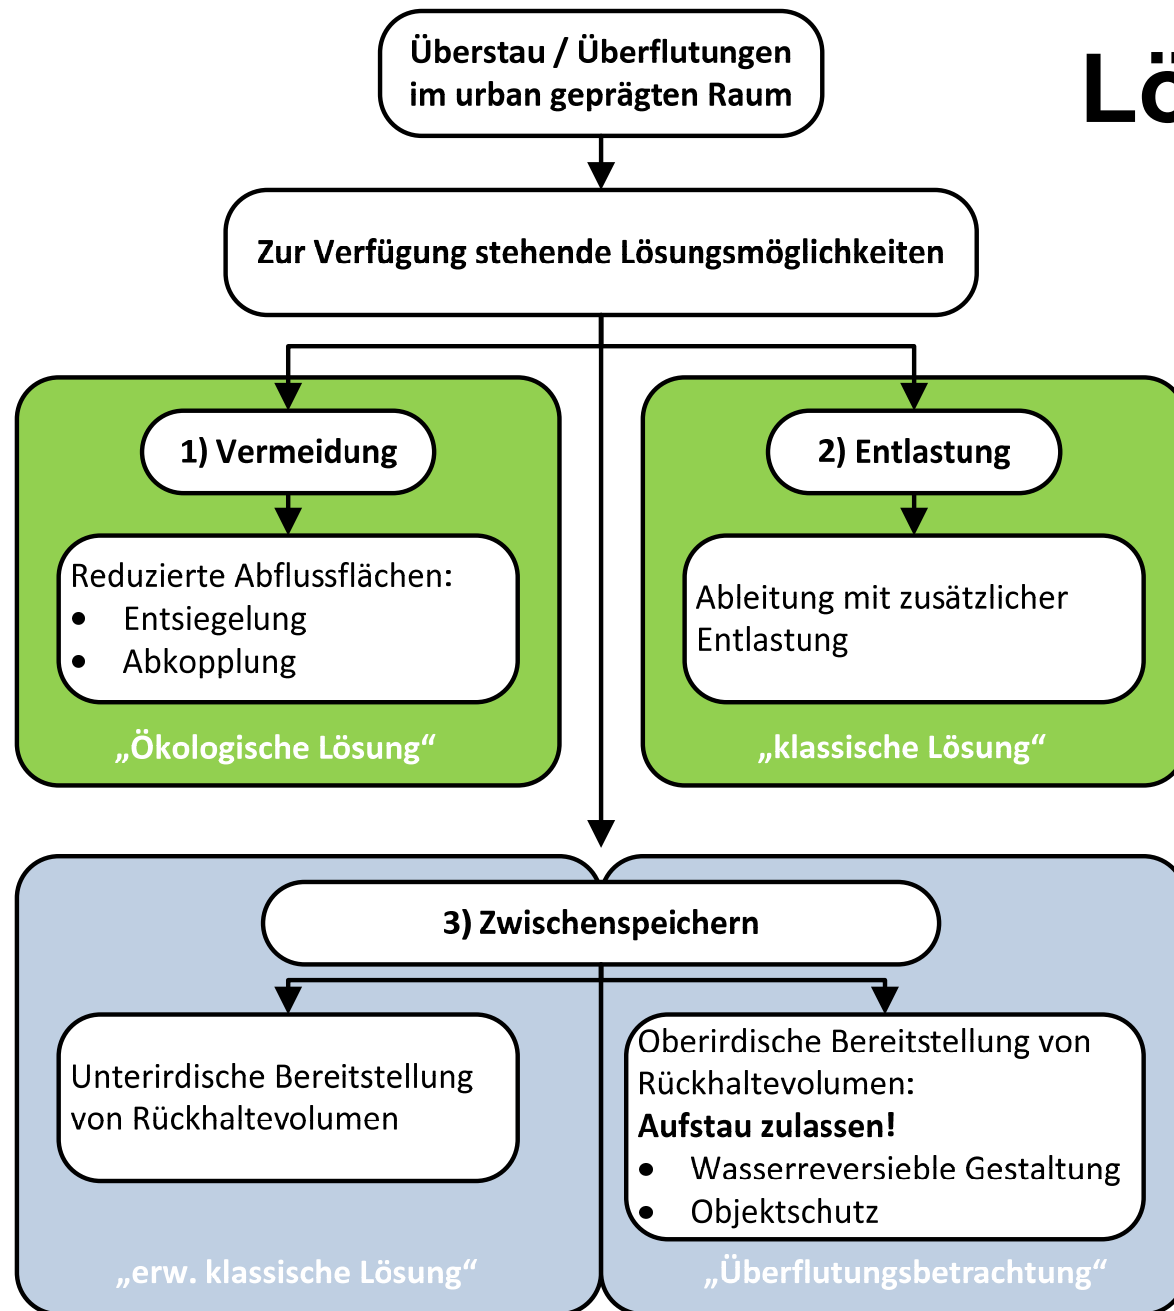 Überstau / Überflutungen
im urban geprägten Raum
Lö
Zur Verfügung stehende Lösungsmöglichkeiten
1) Vermeidung
Reduzierte Abflussflächen:
• Entsiegelung
• Abkopplung
„Ökologische Lösung“
2) Entlastung
Ableitung mit zusätzlicher
Entlastung
„klassische Lösung“
3) Zwischenspeichern
Unterirdische Bereitstellung
von Rückhaltevolumen
„erw. klassische Lösung“
Oberirdische Bereitstellung von
Rückhaltevolumen:
Aufstau zulassen!
• Wasserreversieble Gestaltung
• Objektschutz
„Überflutungsbetrachtung“